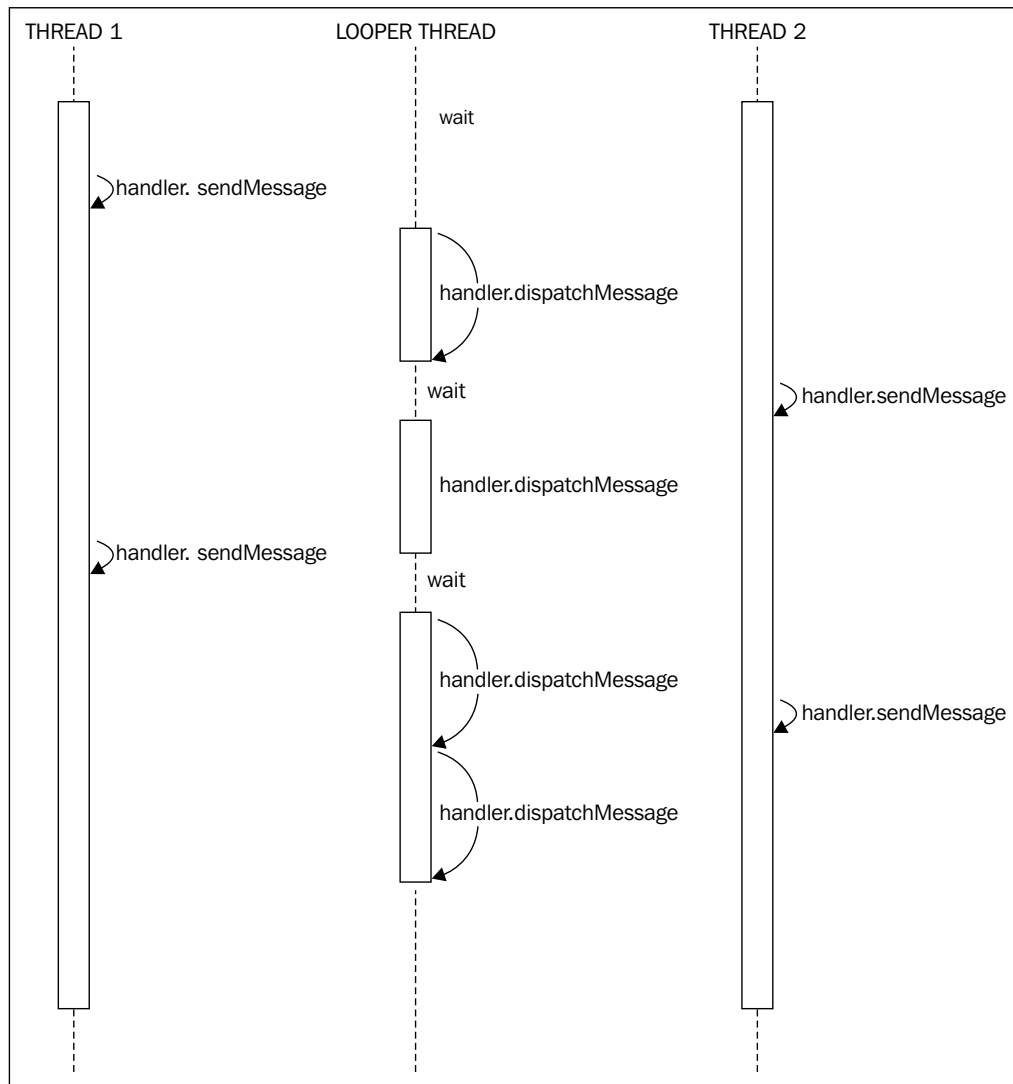 THREAD 1
LOOPER THREAD
THREAD 2
wait
handler. sendMessage
handler.dispatchMessage
wait
handler.sendMessage
handler.dispatchMessage
handler. sendMessage
wait
handler.dispatchMessage
handler.sendMessage
handler.dispatchMessage